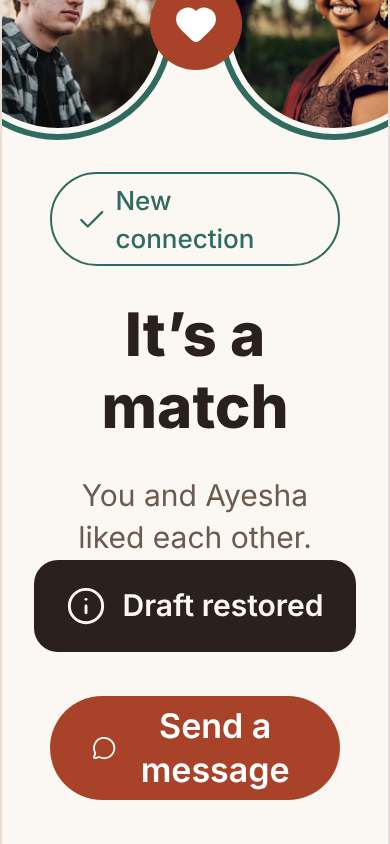 New
connection
It’s a
match
You and Ayesha
liked each other.
Draft restored
Send a
message